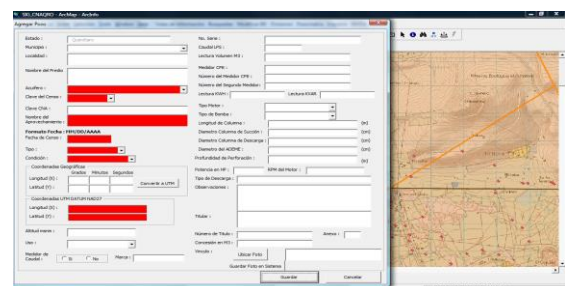 SIG_CNAQRO - ArcMap - ArcInfo
Agregar Pozo
Estado :
Querétaro
Municipio :
Localidad :
Nombre del Predio
Acuífero :
Clave del Censo :
Clave CNA :
Nombre del
Aprovechamiento :
Formato Fecha : MM/DD/AAAA
Fecha de Censo :
Tipo :
Condición :
Coordenadas Geográficas
Grados Minutos Segundos
Longitud (X) :
Latitud (Y) :
Convertir a UTM
Coordenadas UTM DATUM NAD27
Longitud (X) :
Latitud (Y) :
Altitud msnm :
Uso :
Medidor de
Caudal :
Si
No
Marca :
No. Serie :
Caudal LPS :
Lectura Volumen M3 :
Medidor CFE :
Número del Medidor CFE :
Número del Segundo Medidor:
Lectura KWH :
Lectura KVAR
Tipo Motor :
Tipo de Bomba :
Longitud de Columna :
(m)
Diametro Columna de Succión :
(cm)
Diametro Columna de Descarga :
(cm)
Diametro del ADEME :
(cm)
Profundidad de Perforación :
(m)
Potencia en HP :
RPM del Motor :
Tipo de Descarga :
Observaciones :
Titular :
Número de Titulo :
Anexo :
Concesión en M3 :
Vinculo :
Ubicar Foto
Guardar Foto en Sistema
Guardar
Cancelar